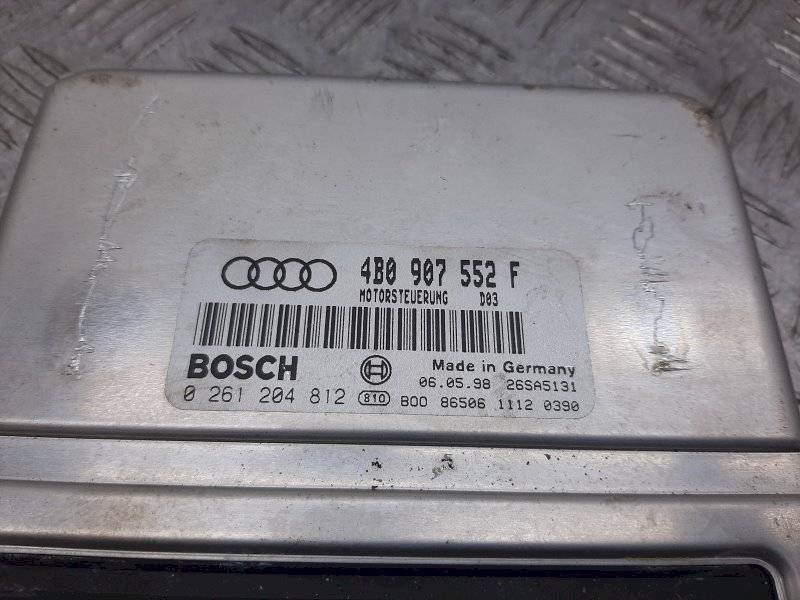 4B0 907 552 F
MOTORSTEUERUNG D03
BOSCH
Made in Germany
06.05.98 26SA5131
0 261 204 812 810 B00 86506 1112 0390